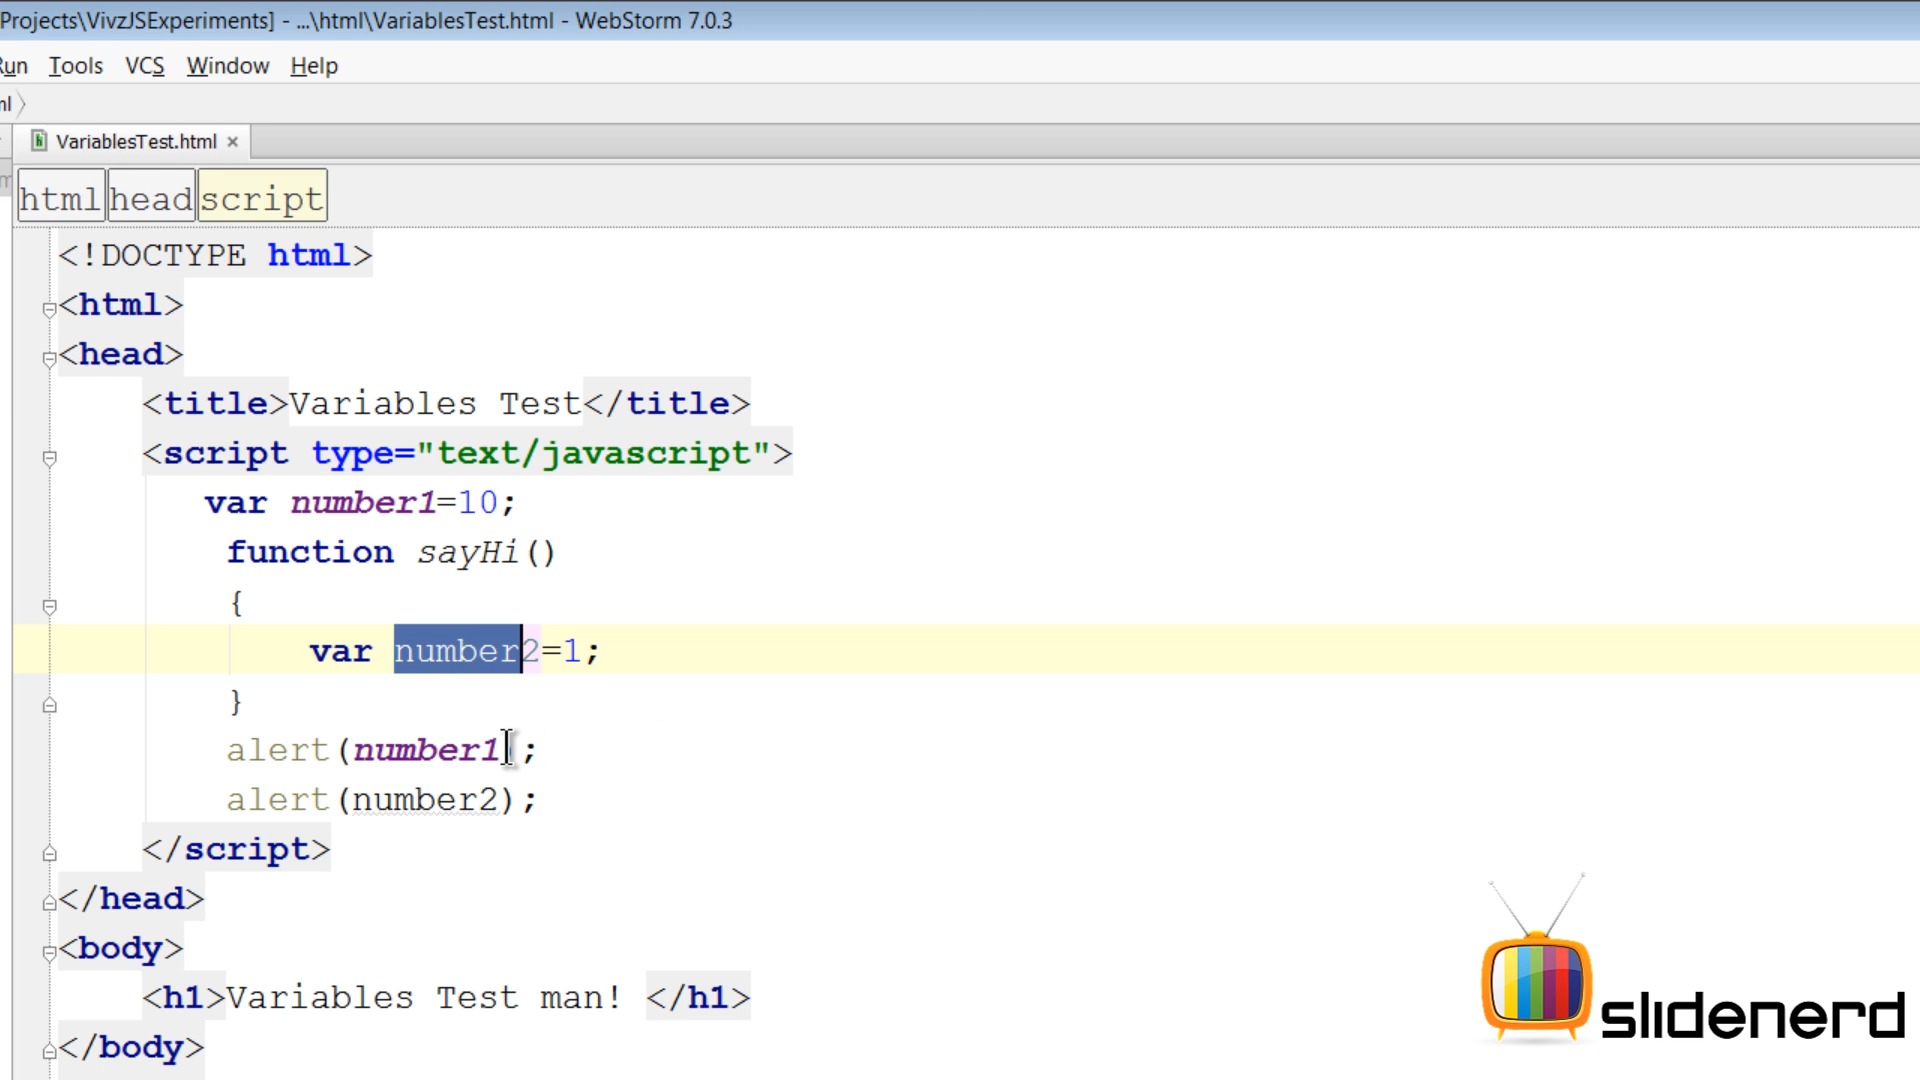 Projects\VivzJSExperiments] - ...\html\VariablesTest.html - WebStorm 7.0.3
Run Tools VCS Window Help
ml
VariablesTest.html
html head script
<!DOCTYPE html>
<html>
<head>
<title>Variables Test</title>
<script type="text/javascript">
var number1=10;
function sayHi()
{
var number2=1;
}
alert(number1);
alert(number2);
</script>
</head>
<body>
<h1>Variables Test man! </h1>
</body>
slidenerd